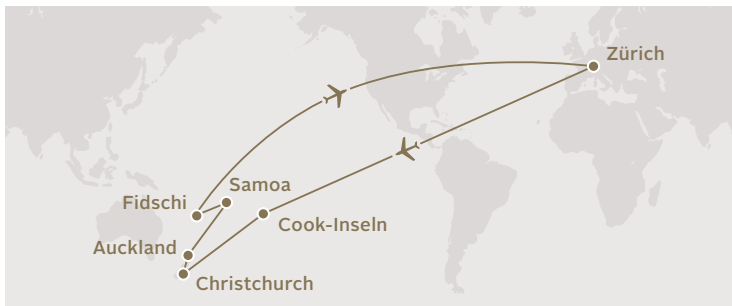 Zürich
Samoa
Fidschi
Cook-Inseln
Auckland
Christchurch